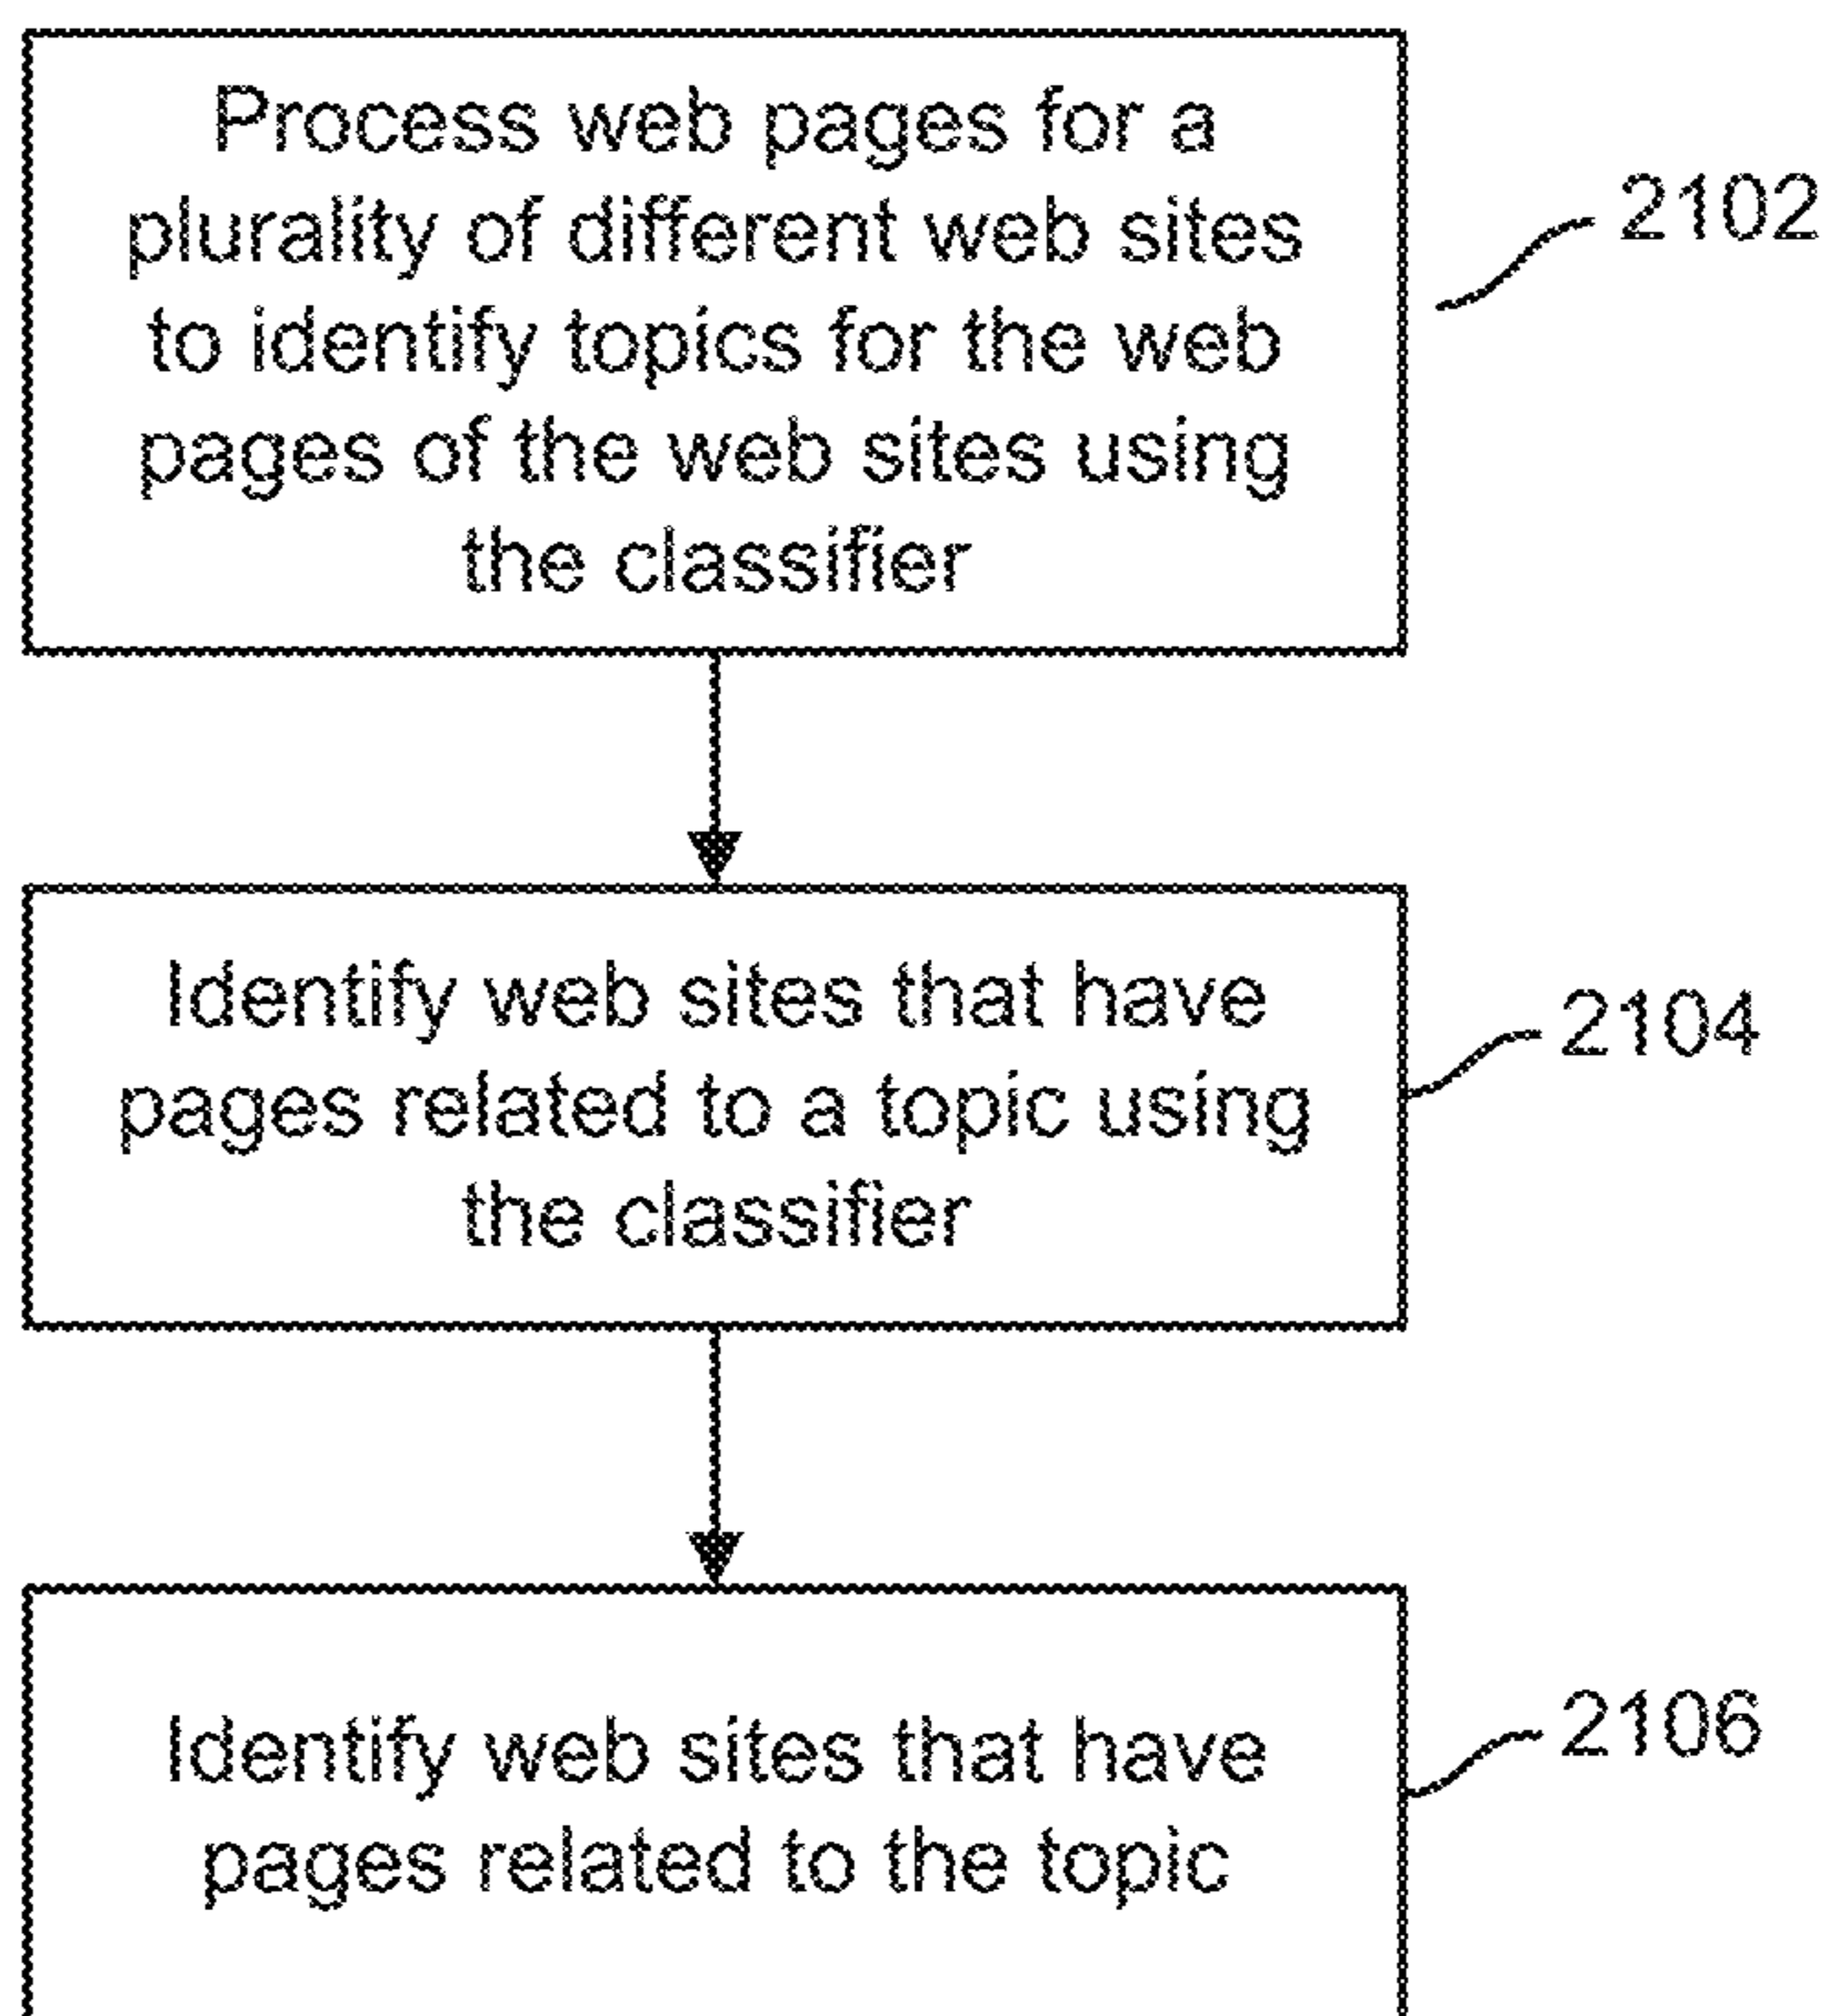 Process web pages for a
plurality of different web sites
to identify topics for the web
pages of the web sites using
the classifier
2102
Identify web sites that have
pages related to a topic using
the classifier
2104
Identify web sites that have
pages related to the topic
2106